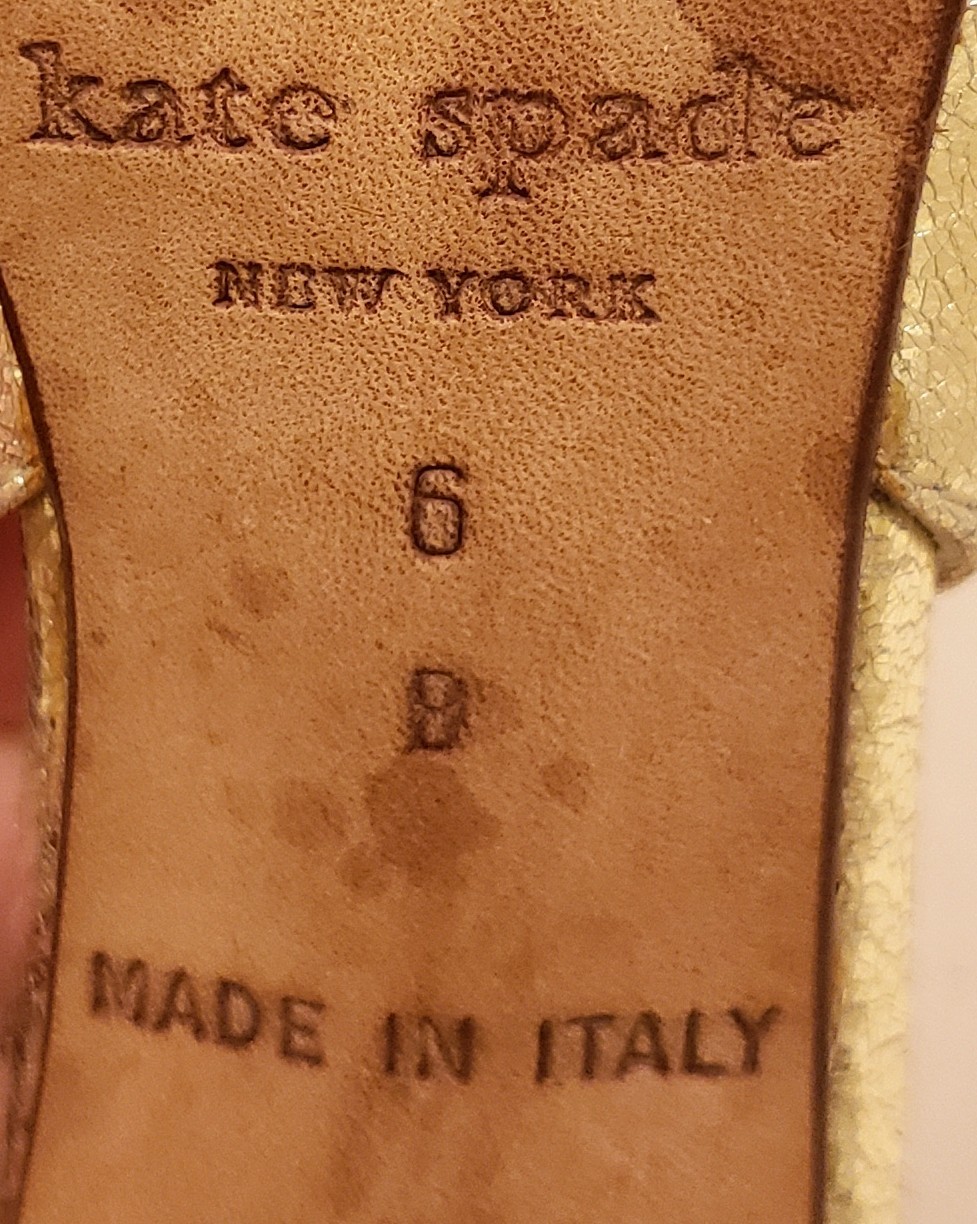 kate spade
NEW YORK
6
B
MADE IN ITALY